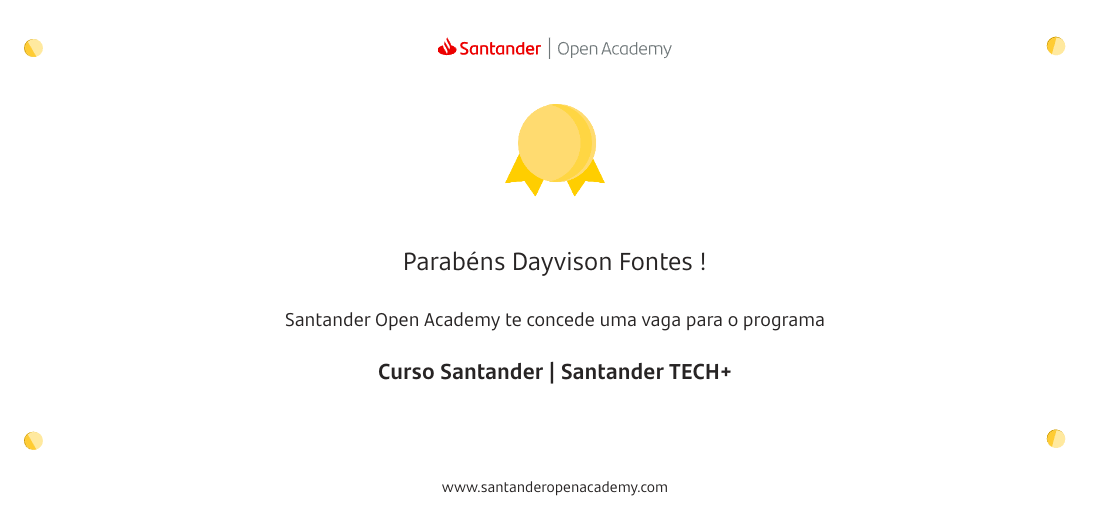 Santander | Open Academy
Parabéns Dayvison Fontes !
Santander Open Academy te concede uma vaga para o programa
Curso Santander | Santander TECH+
www.santanderopenacademy.com